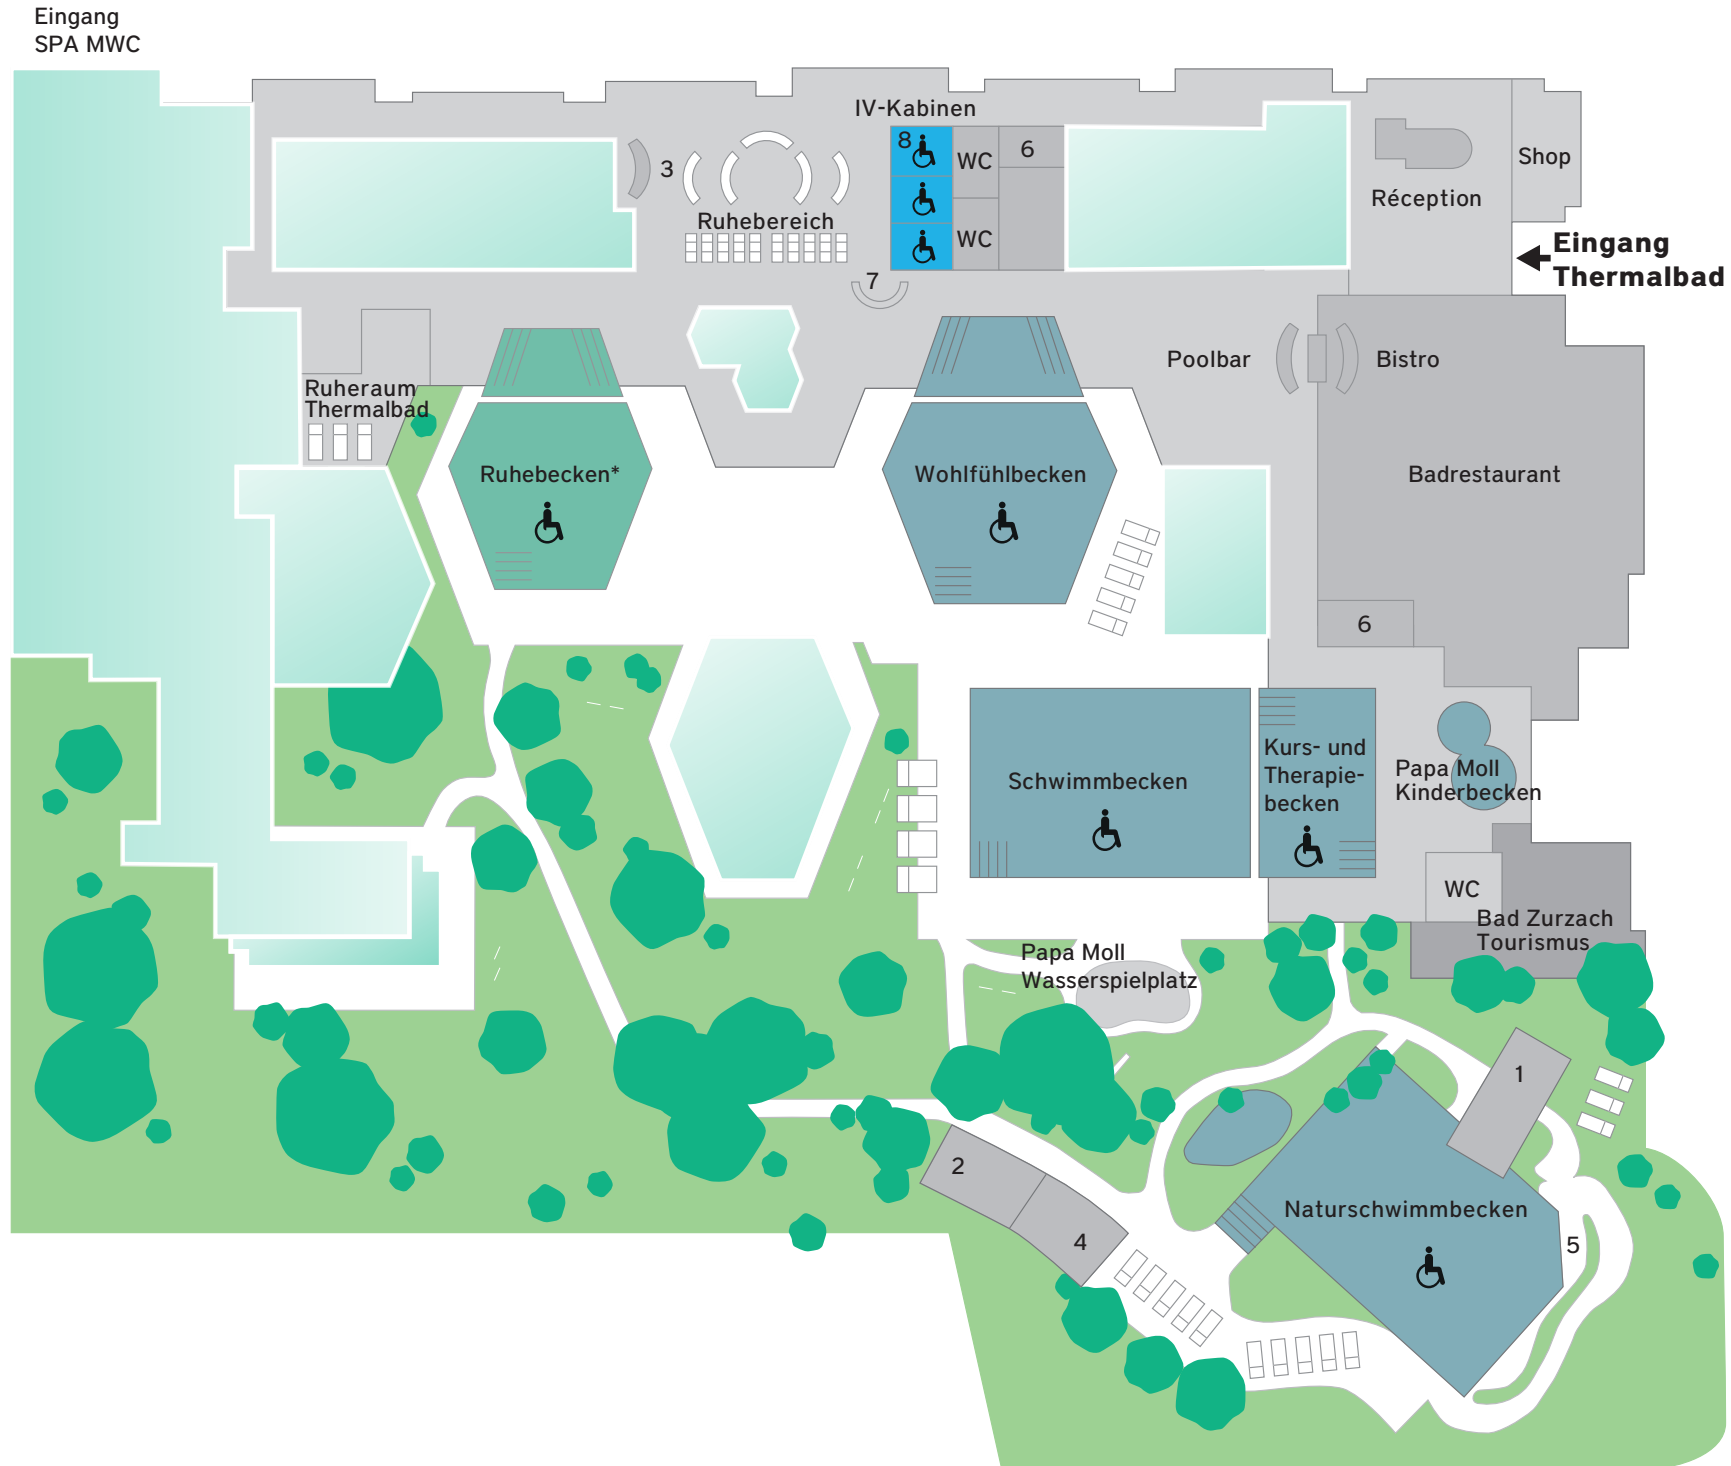 Eingang
SPA MWC
IV-Kabinen
8
WC
6
3
Shop
Réception
Ruhebereich
WC
Eingang
Thermalbad
7
Poolbar
Bistro
Ruheraum
Thermalbad
Ruhebecken*
Wohlfühlbecken
Badrestaurant
6
Kurs- und
Therapie-
becken
Schwimmbecken
Papa Moll
Kinderbecken
WC
Bad Zurzach
Tourismus
Papa Moll
Wasserspielplatz
1
2
Naturschwimmbecken
4
5